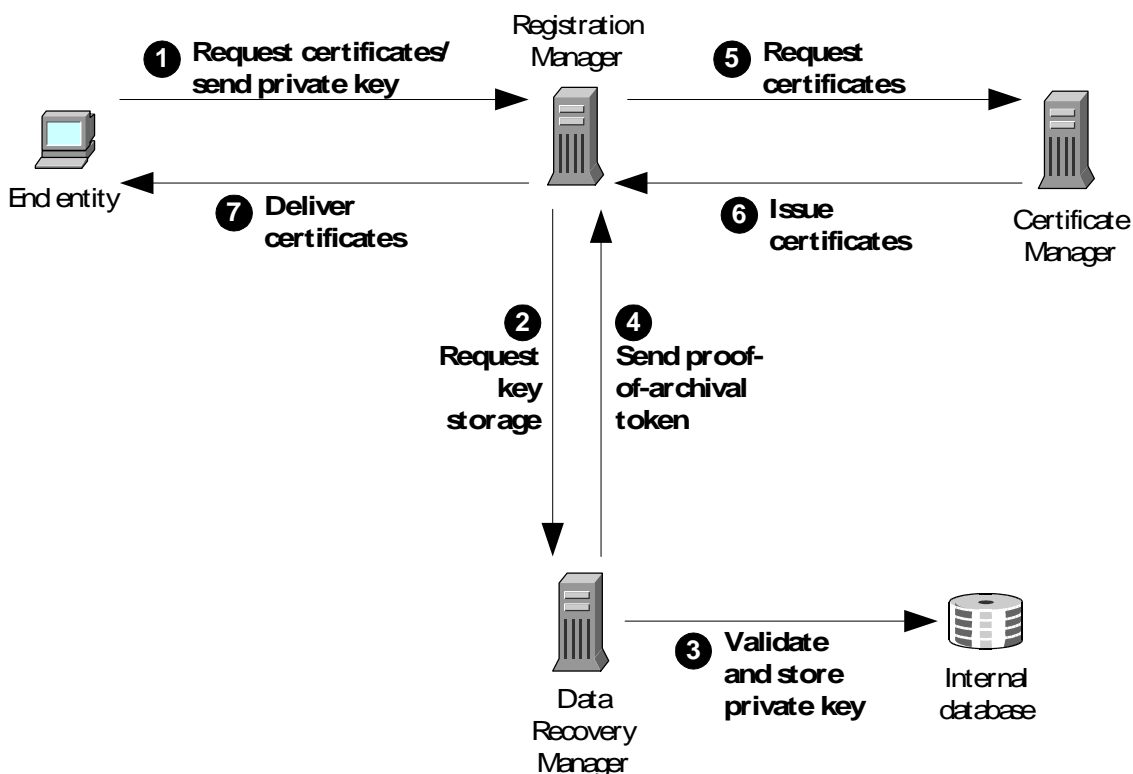 Registration
Manager
1 Request certificates/
send private key
5 Request
certificates
End entity
7 Deliver
certificates
6 Issue
certificates
Certificate
Manager
2
Request
key
storage
4
Send proof-
of-archival
token
3 Validate
and store
private key
Internal
database
Data
Recovery
Manager